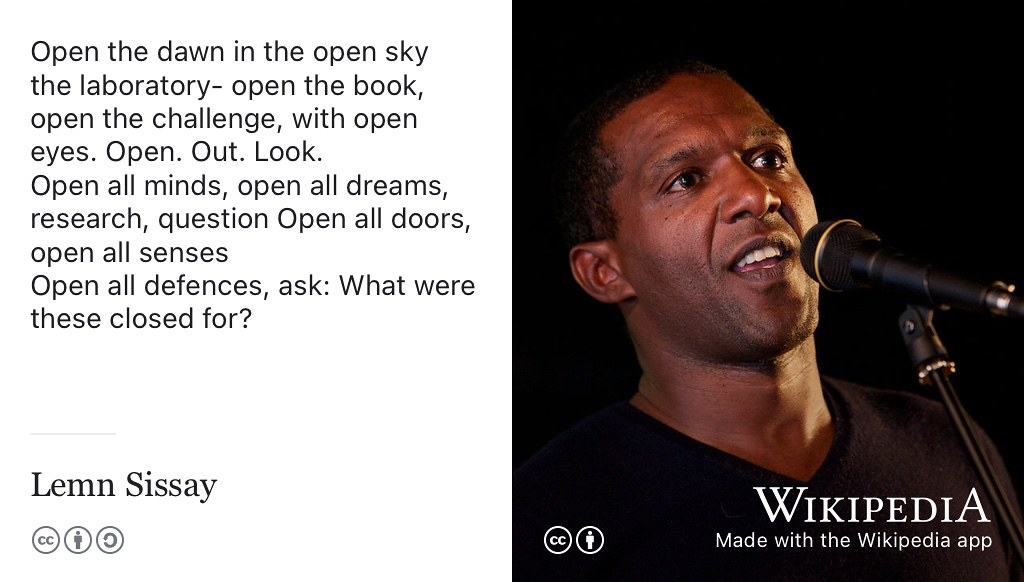 Open the dawn in the open sky
the laboratory- open the book,
open the challenge, with open
eyes. Open. Out. Look.
Open all minds, open all dreams,
research, question Open all doors,
open all senses
Open all defences, ask: What were
these closed for?
Lemn Sissay
cc
cc
WIKIPEDIA
Made with the Wikipedia app